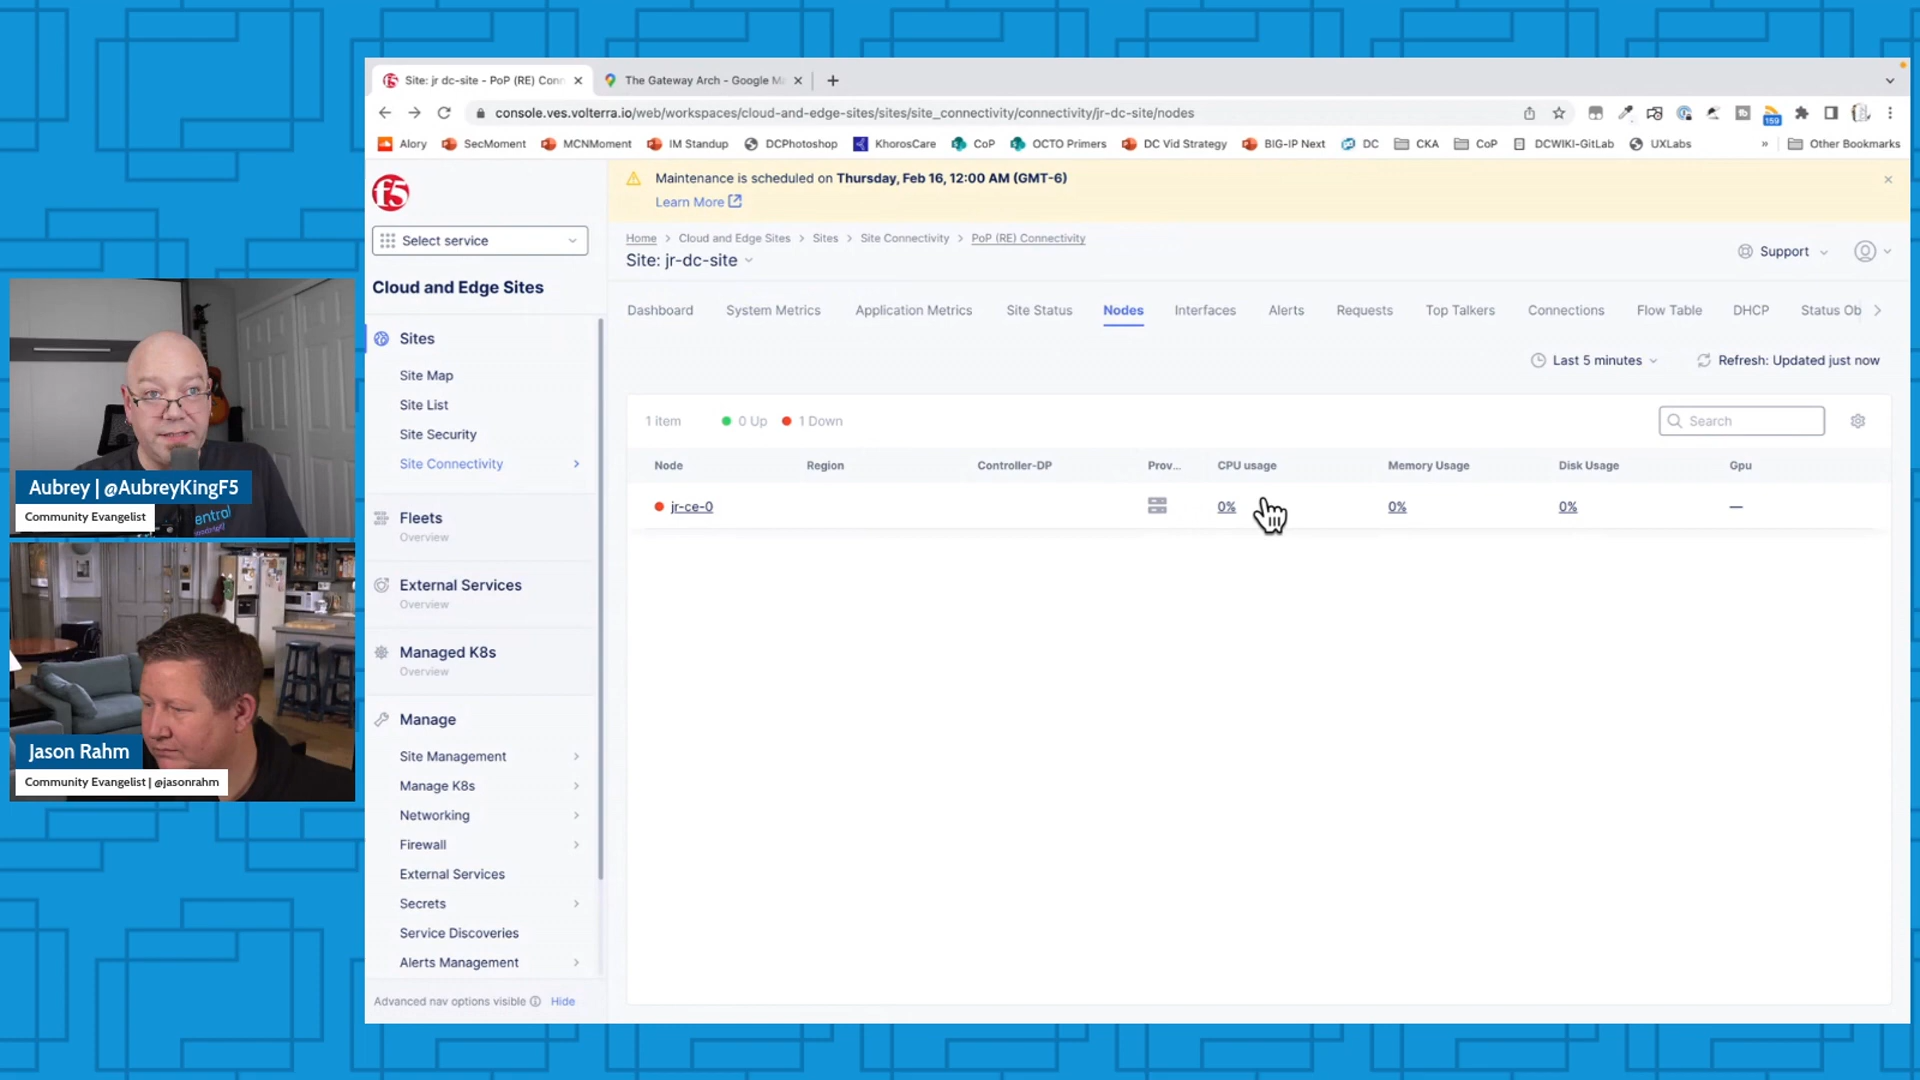 Site: jr dc-site - PoP (RE) Conn
The Gateway Arch - Google Ma
console.ves.volterra.io/web/workspaces/cloud-and-edge-sites/sites/site_connectivity/connectivity/jr-dc-site/nodes
159
Alory
SecMoment
MCNMoment
IM Standup
DCPhotoshop
KhorosCare
CoP
OCTO Primers
DC Vid Strategy
BIG-IP Next
DC
CKA
CoP
DCWIKI-GitLab
UXLabs
»
Other Bookmarks
f5
Select service
Cloud and Edge Sites
Sites
Site Map
Site List
Site Security
Site Connectivity
Fleets
Overview
External Services
Overview
Managed K8s
Overview
Manage
Site Management
Manage K8s
Networking
Firewall
External Services
Secrets
Service Discoveries
Alerts Management
Advanced nav options visible
Hide
Maintenance is scheduled on Thursday, Feb 16, 12:00 AM (GMT-6)
Learn More
Home > Cloud and Edge Sites > Sites > Site Connectivity > PoP (RE) Connectivity
Site: jr-dc-site
Support
Dashboard
System Metrics
Application Metrics
Site Status
Nodes
Interfaces
Alerts
Requests
Top Talkers
Connections
Flow Table
DHCP
Status Ob
Last 5 minutes
Refresh: Updated just now
1 item
0 Up
1 Down
Search
Node
Region
Controller-DP
Prov...
CPU usage
Memory Usage
Disk Usage
Gpu
jr-ce-0
0%
0%
0%
—
Aubrey | @AubreyKingF5
Community Evangelist
entral
Jason Rahm
Community Evangelist | @jasonrahm